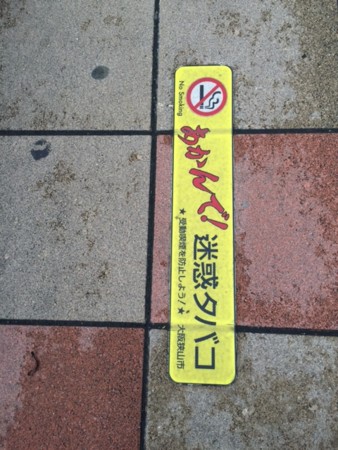 No Smoking
あかんで!
迷惑タバコ
★受動喫煙を防止しよう!★
大阪狭山市